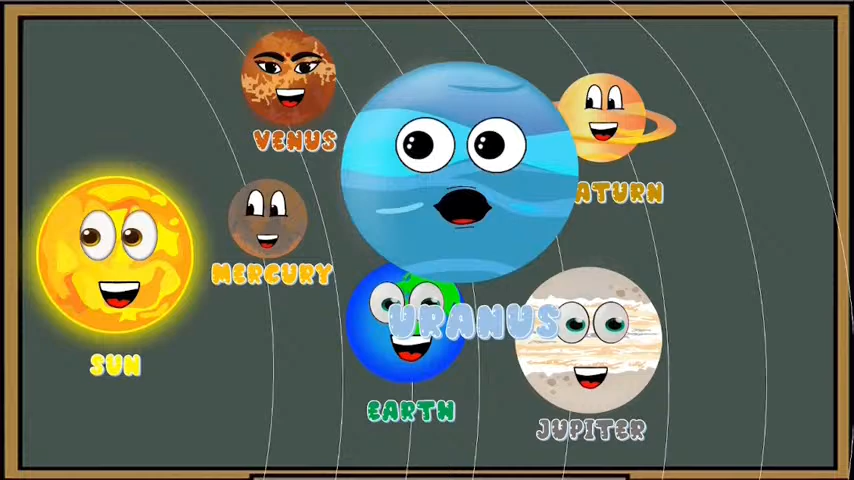 VENUS
ATURN
MERCURY
URANUS
SUN
EARTH
JUPITER